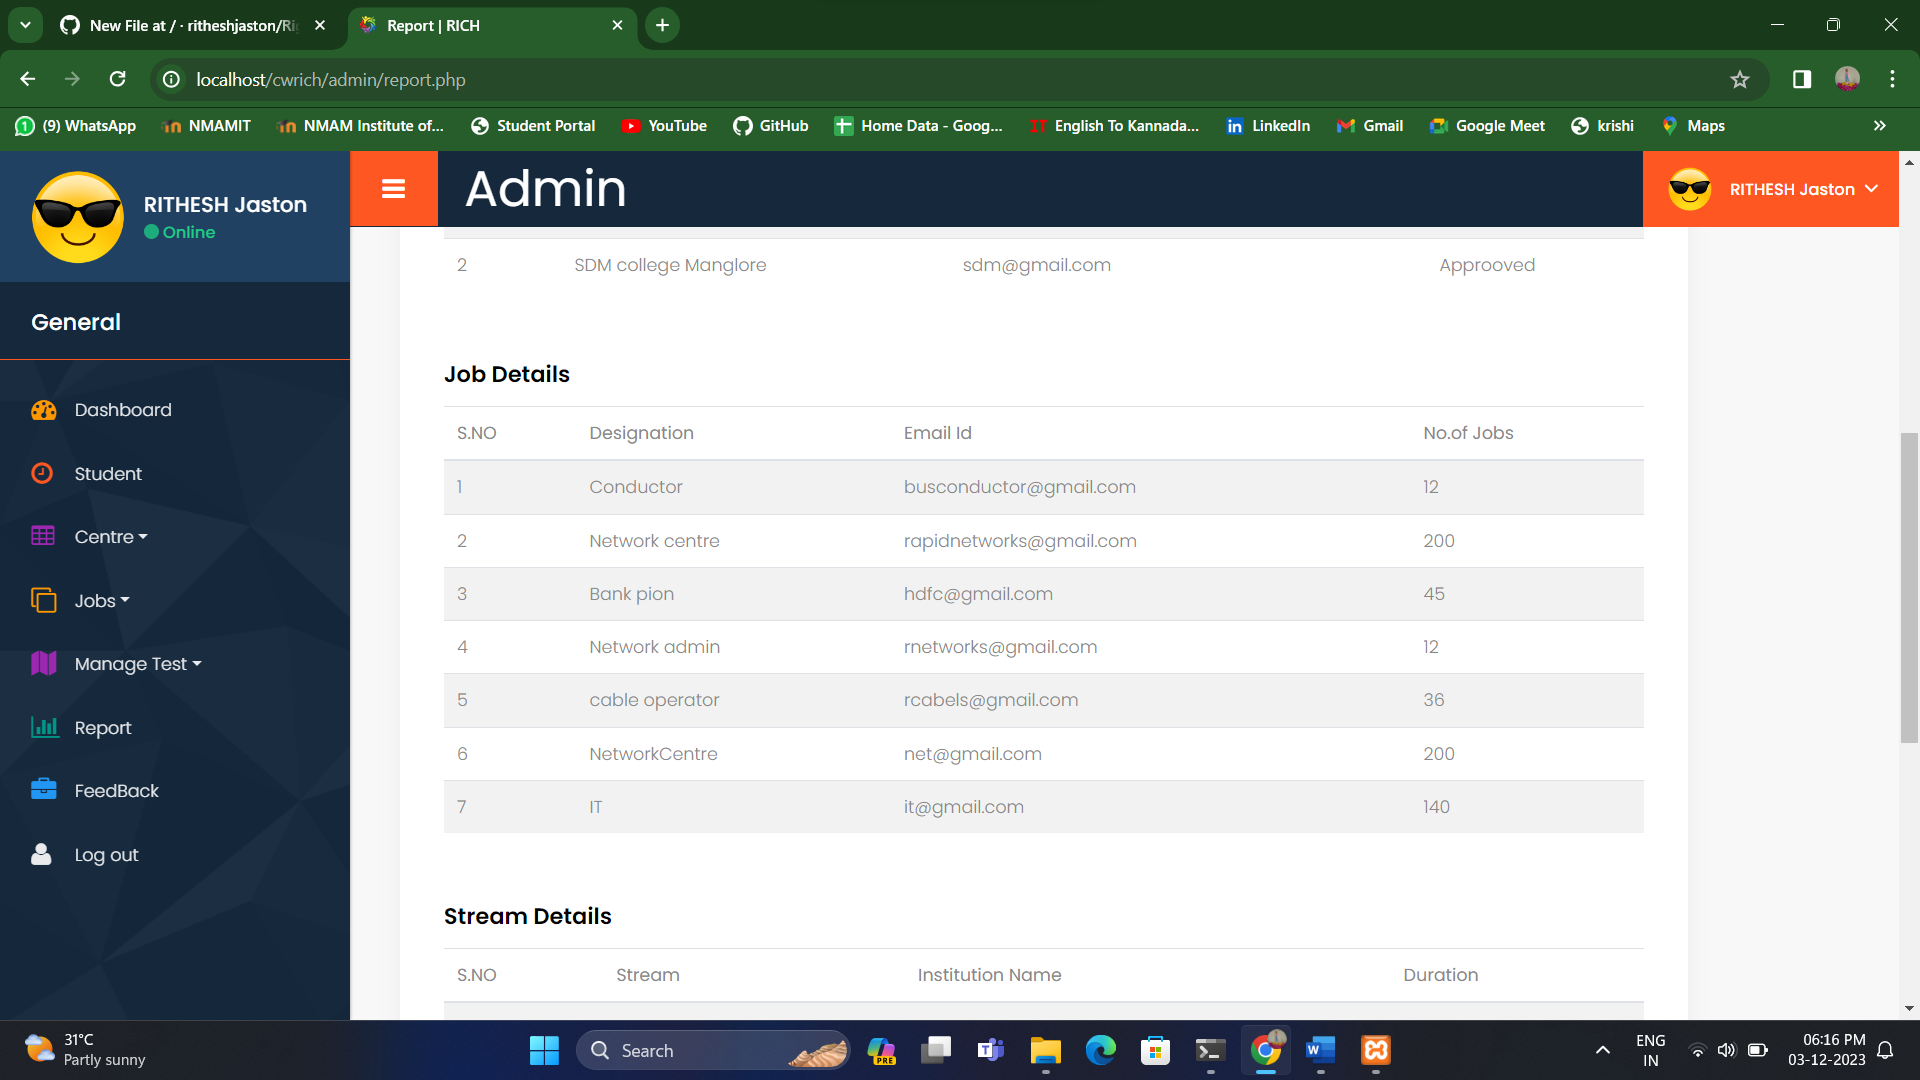 New File at / · ritheshjaston/Ri
Report | RICH
localhost/cwrich/admin/report.php
(9) WhatsApp
NMAMIT
NMAM Institute of...
Student Portal
YouTube
GitHub
Home Data - Goog...
IT English To Kannada...
in LinkedIn
Gmail
Google Meet
krishi
Maps
RITHESH Jaston
Online
Admin
RITHESH Jaston
General
Dashboard
Student
Centre
Jobs
Manage Test
Report
FeedBack
Log out
2 SDM college Manglore sdm@gmail.com Approoved
Job Details
S.NO Designation Email Id No.of Jobs
1 Conductor busconductor@gmail.com 12
2 Network centre rapidnetworks@gmail.com 200
3 Bank pion hdfc@gmail.com 45
4 Network admin rnetworks@gmail.com 12
5 cable operator rcabels@gmail.com 36
6 NetworkCentre net@gmail.com 200
7 IT it@gmail.com 140
Stream Details
S.NO Stream Institution Name Duration
31°C
Partly sunny
Search
PRE
ENG
IN
06:16 PM
03-12-2023